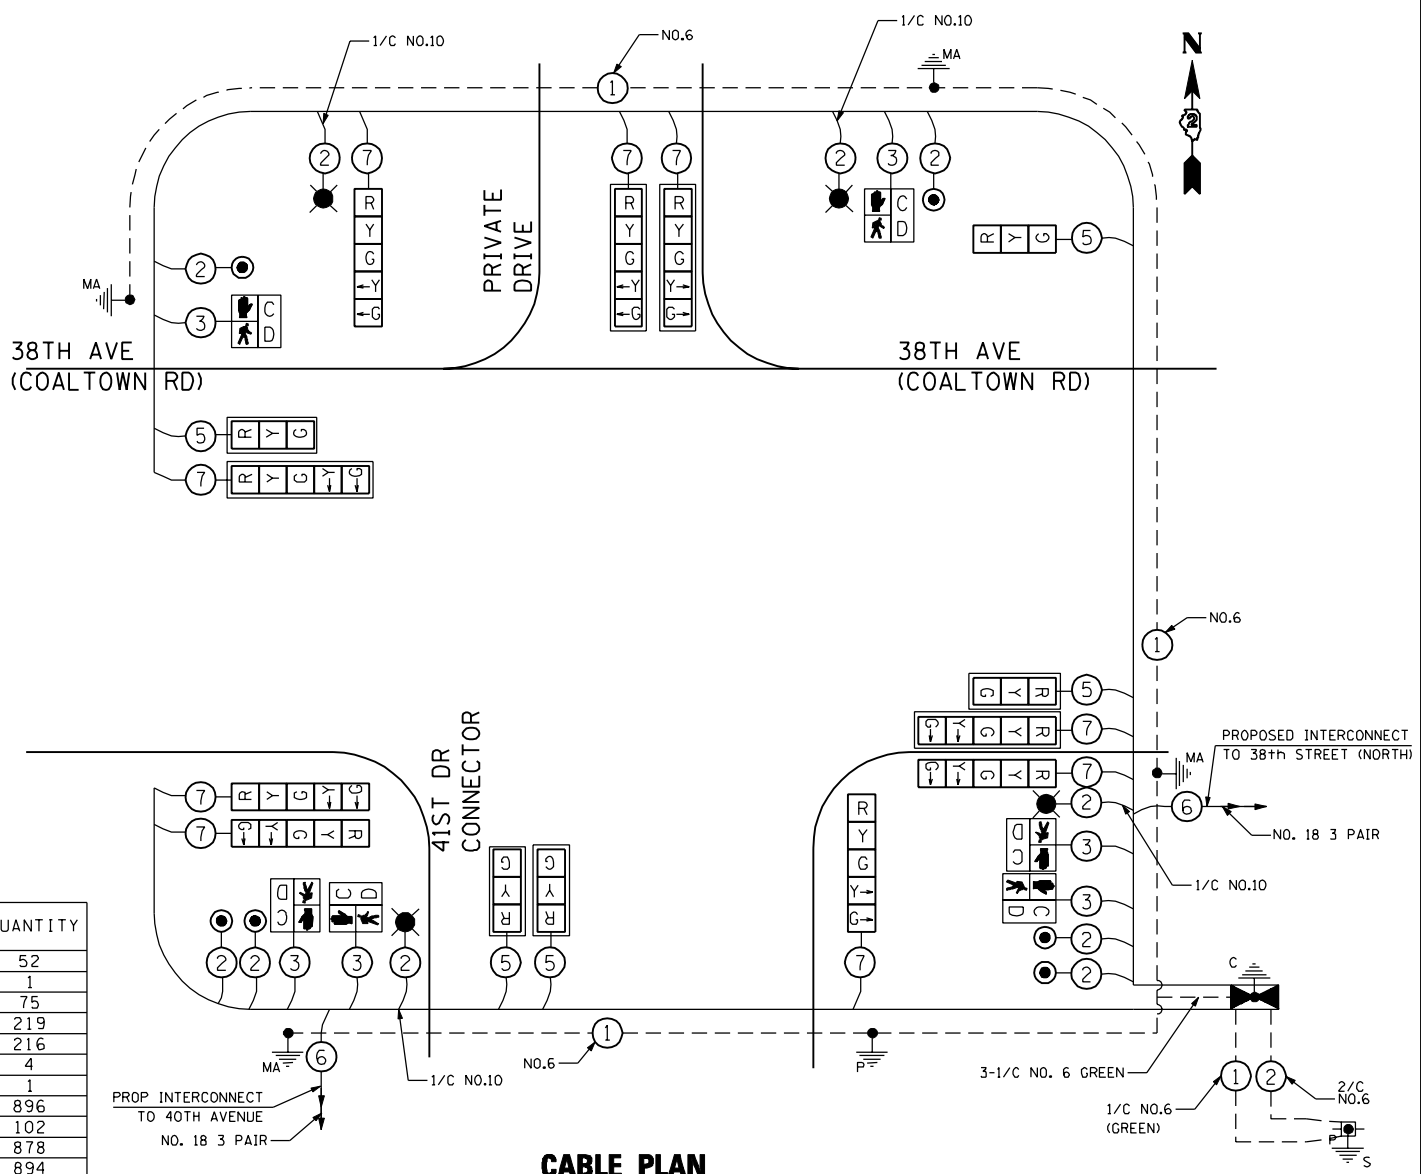 1/C NO.10
NO.6
1/C NO.10
MA
N
1
2
2
7
7
7
2
3
2
R
Y
G
←Y
←G
R
Y
G
←Y
←G
R
Y
G
Y→
G→
C
D
PRIVATE
DRIVE
R Y G
5
2
MA
3
C
D
38TH AVE
(COALTOWN RD)
38TH AVE
(COALTOWN RD)
5
R Y G
7
R Y G Y→ G→
NO.6
1
G Y R
5
G→ Y→ G Y R
7
G→ Y→ G Y R
7
MA
PROPOSED INTERCONNECT
TO 38th STREET (NORTH)
2
6
NO. 18 3 PAIR
1/C NO.10
D
C
3
C
D
3
2
2
41ST DR
CONNECTOR
7
R Y G Y→ G→
7
G→ Y→ G Y R
D
C
C D
2
2
3
3
2
G
Y
R
5
G
Y
R
5
R
Y
G
Y→
G→
7
C
MA
6
NO.6
1
P
1/C NO.10
3-1/C NO. 6 GREEN
1
2
1/C NO.6
(GREEN)
2/C
NO.6
P
S
PROP INTERCONNECT
TO 40TH AVENUE
NO. 18 3 PAIR
UANTITY
52
1
75
219
216
4
1
896
102
878
894
CABLE PLAN